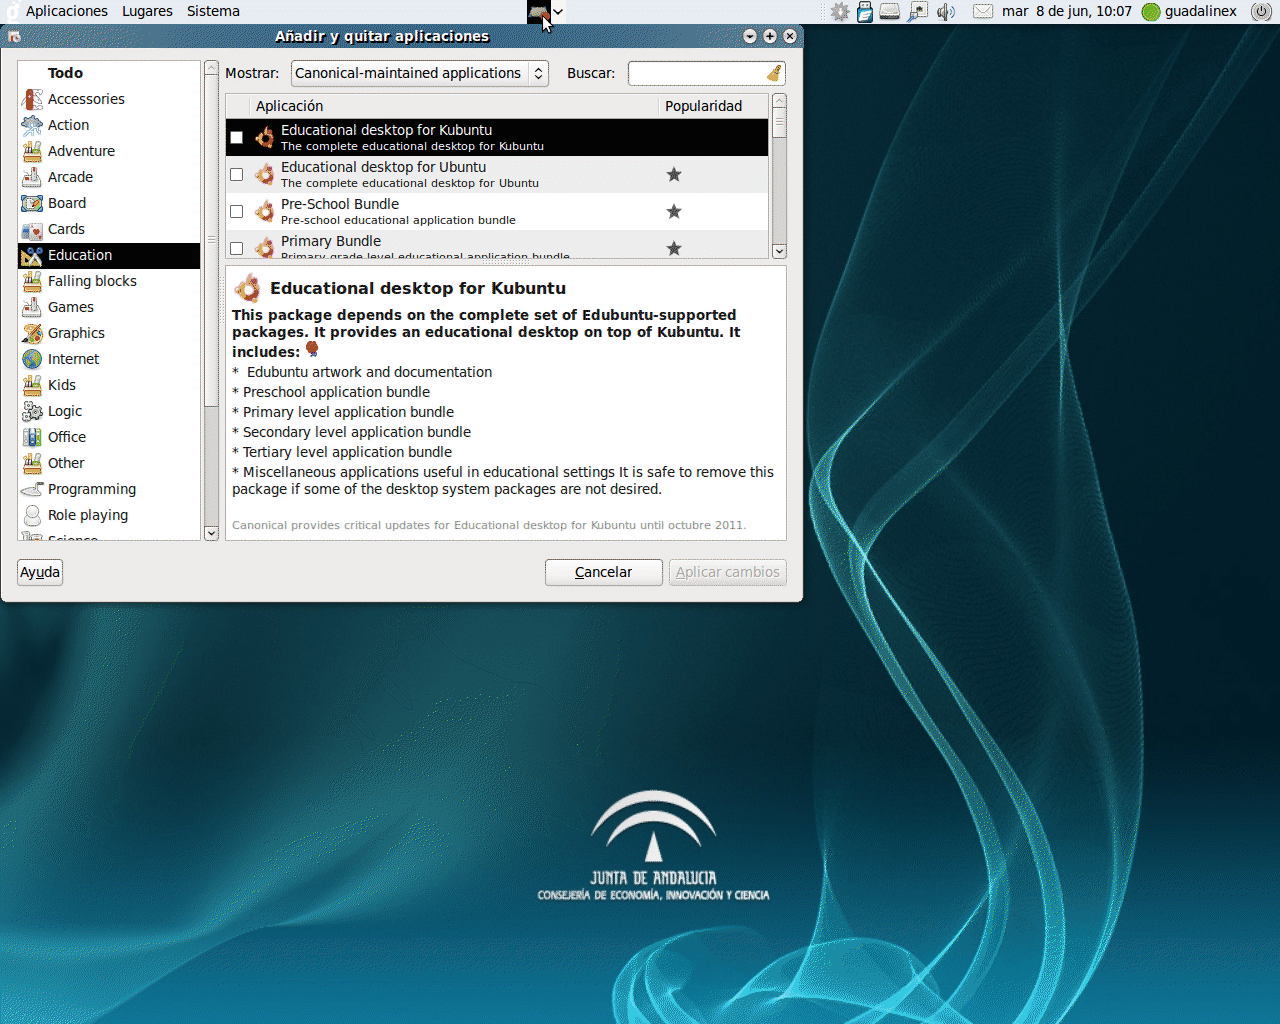 Aplicaciones Lugares Sistema
mar 8 de jun, 10:07 guadalinex
Añadir y quitar aplicaciones
Todo
Accessories
Action
Adventure
Arcade
Board
Cards
Education
Falling blocks
Games
Graphics
Internet
Kids
Logic
Office
Other
Programming
Role playing
Science
Mostrar: Canonical-maintained applications Buscar:
Aplicación Popularidad
Educational desktop for Kubuntu
The complete educational desktop for Kubuntu
Educational desktop for Ubuntu
The complete educational desktop for Ubuntu
Pre-School Bundle
Pre-school educational application bundle
Primary Bundle
Primary grade level educational application bundle
Educational desktop for Kubuntu
This package depends on the complete set of Edubuntu-supported
packages. It provides an educational desktop on top of Kubuntu. It
includes:
* Edubuntu artwork and documentation
* Preschool application bundle
* Primary level application bundle
* Secondary level application bundle
* Tertiary level application bundle
* Miscellaneous applications useful in educational settings It is safe to remove this
package if some of the desktop system packages are not desired.
Canonical provides critical updates for Educational desktop for Kubuntu until octubre 2011.
Ayuda Cancelar Aplicar cambios
JUNTA DE ANDALUCIA
CONSEJERÍA DE ECONOMÍA, INNOVACIÓN Y CIENCIA